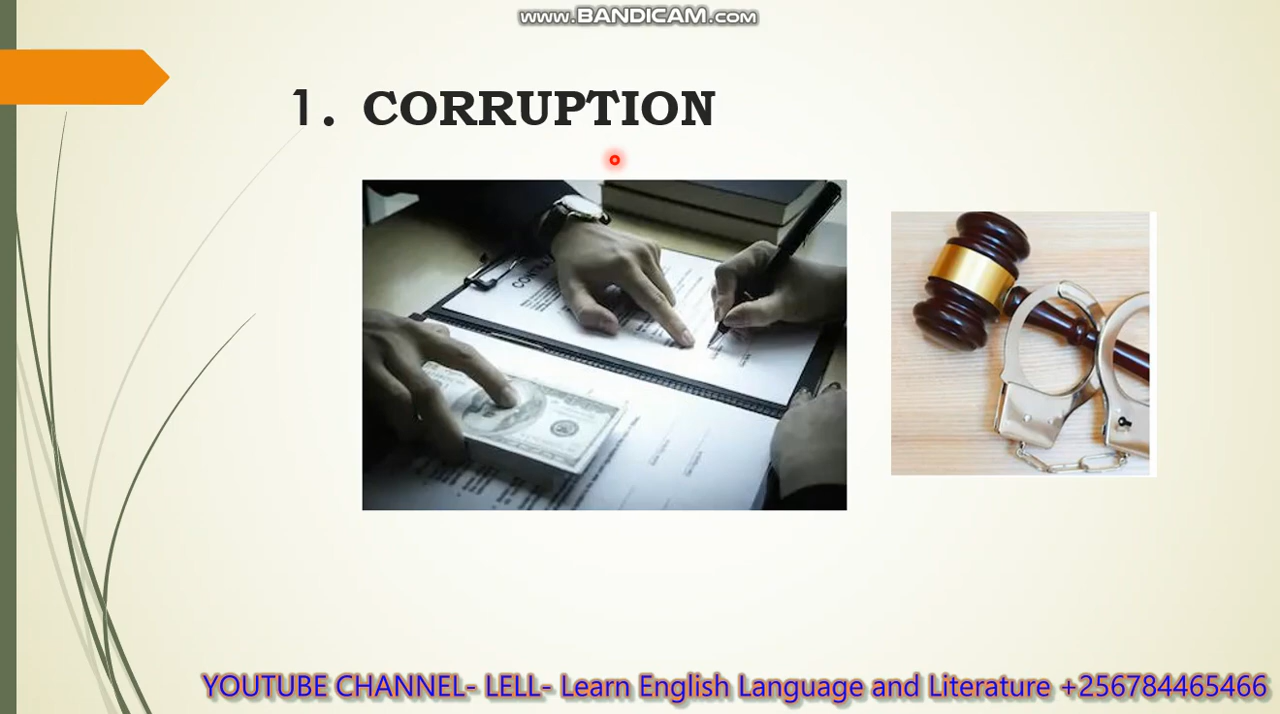 www.BANDICAM.com
1. CORRUPTION
YOUTUBE CHANNEL- LELL- Learn English Language and Literature +256784465466